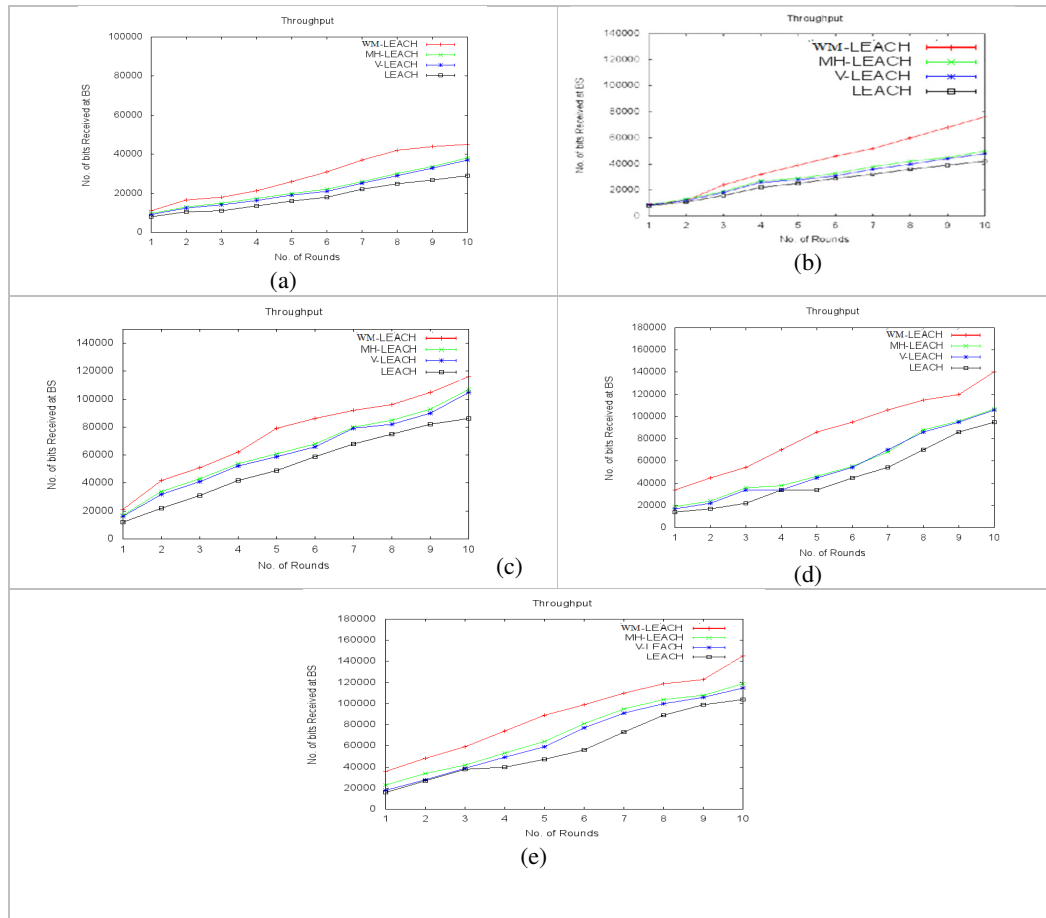 Throughput
100000
80000
60000
40000
20000
0
No. of bits Received at BS
WM-LEACH
MH-LEACH
V-LEACH
LEACH
1 2 3 4 5 6 7 8 9 10
No. of Rounds
(a)
140000
120000
100000
80000
60000
40000
20000
0
No. of bits Received at BS
WM-LEACH
MH-LEACH
V-LEACH
LEACH
1 2 3 4 5 6 7 8 9 10
No. of Rounds
(b)
Throughput
140000
120000
100000
80000
60000
40000
20000
0
No. of bits Received at BS
WM-LEACH
MH-LEACH
V-LEACH
LEACH
1 2 3 4 5 6 7 8 9 10
No. of Rounds
(c)
Throughput
180000
160000
140000
120000
100000
80000
60000
40000
20000
0
No. of bits Received at BS
WM-LEACH
MH-LEACH
V-LEACH
LEACH
1 2 3 4 5 6 7 8 9 10
No. of Rounds
(d)
Throughput
180000
160000
140000
120000
100000
80000
60000
40000
20000
0
No. of bits Received at BS
WM-LEACH
MH-LEACH
V-LEACH
LEACH
1 2 3 4 5 6 7 8 9 10
No. of Rounds
(e)